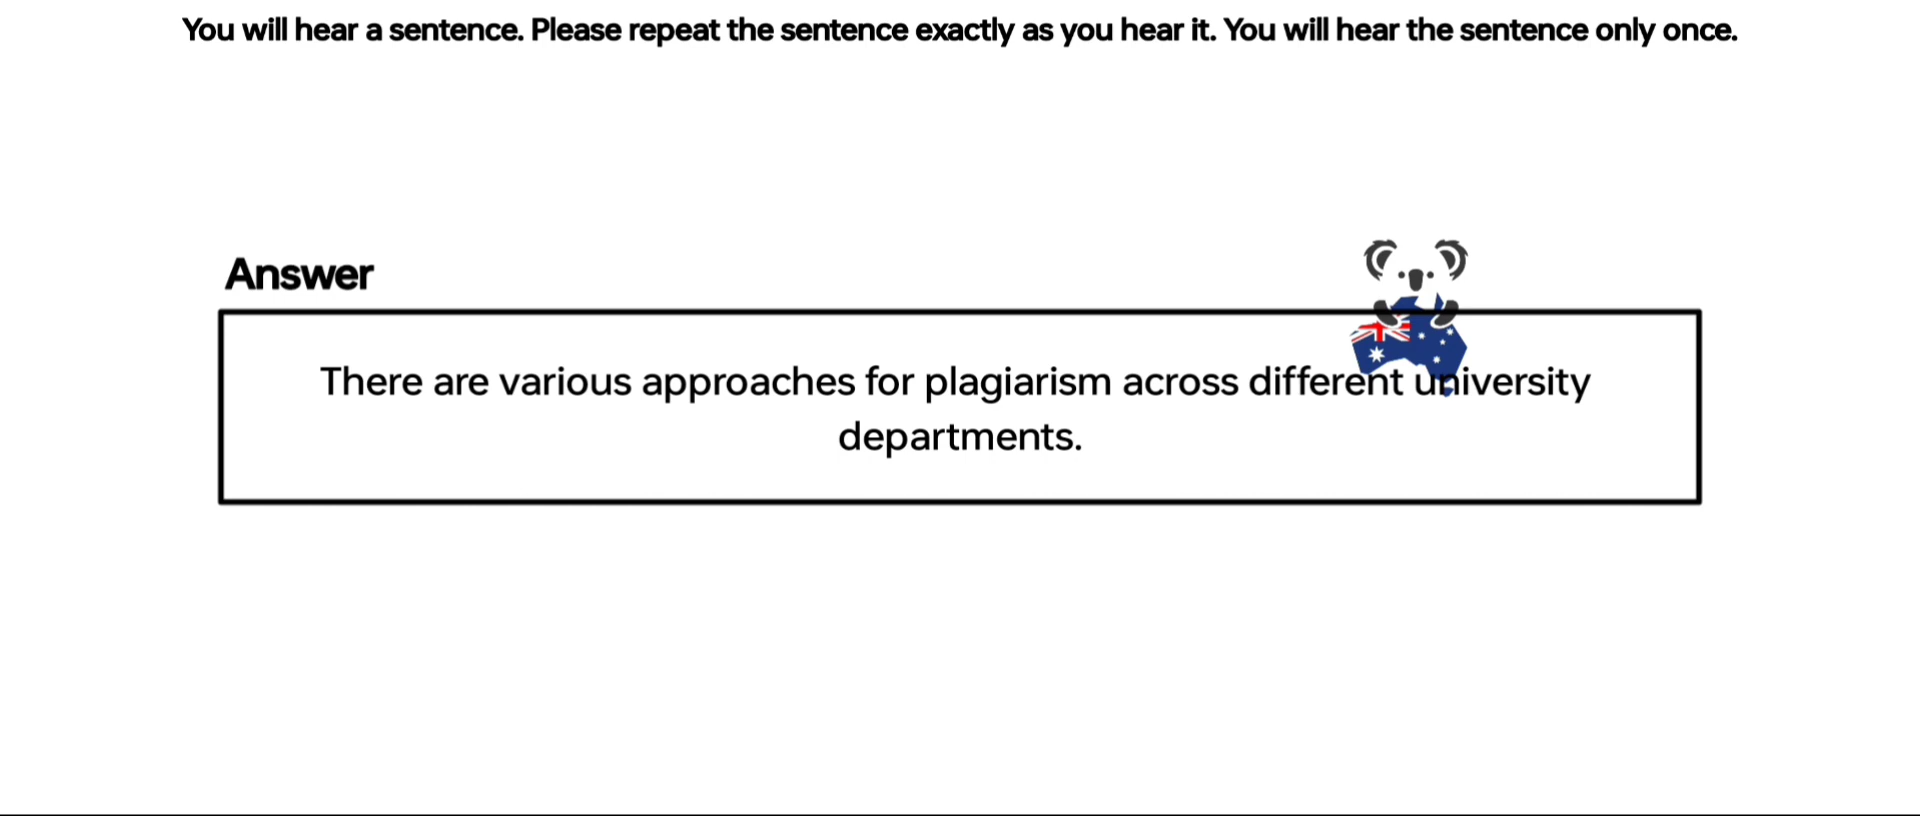 You will hear a sentence. Please repeat the sentence exactly as you hear it. You will hear the sentence only once.
Answer
There are various approaches for plagiarism across different university
departments.